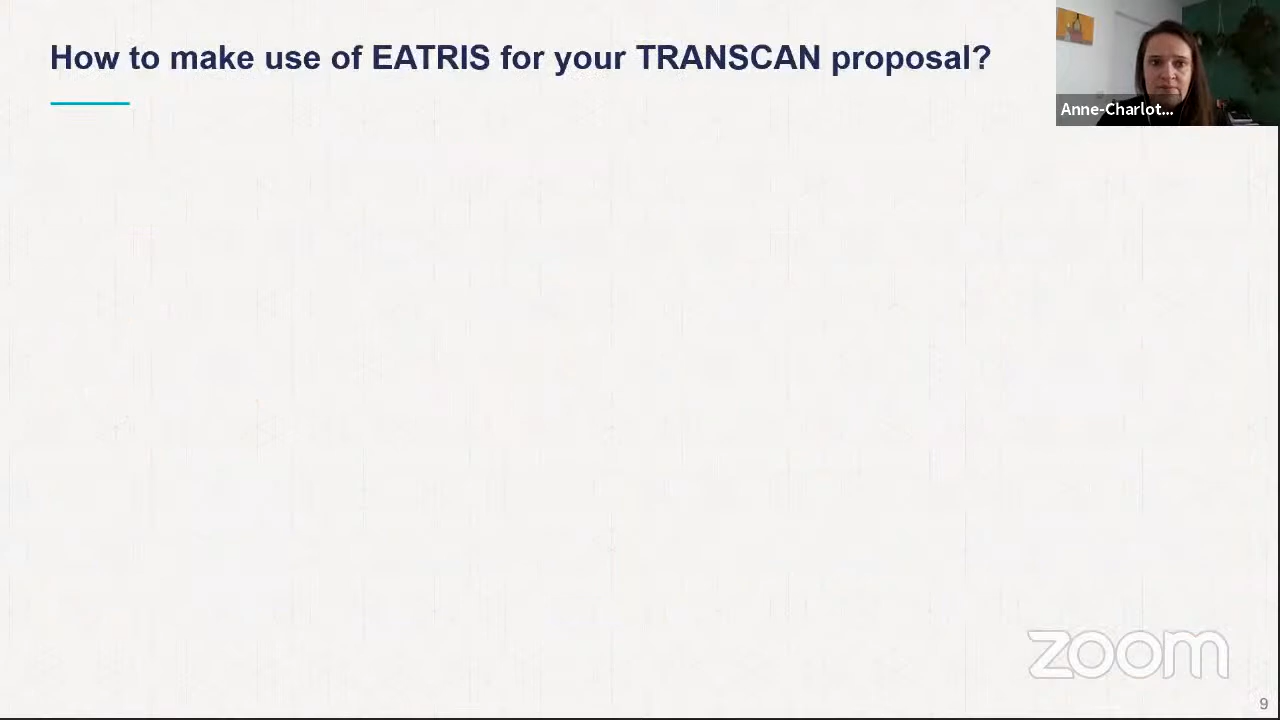 How to make use of EATRIS for your TRANSCAN proposal?
Anne-Charlot...
zoom
9